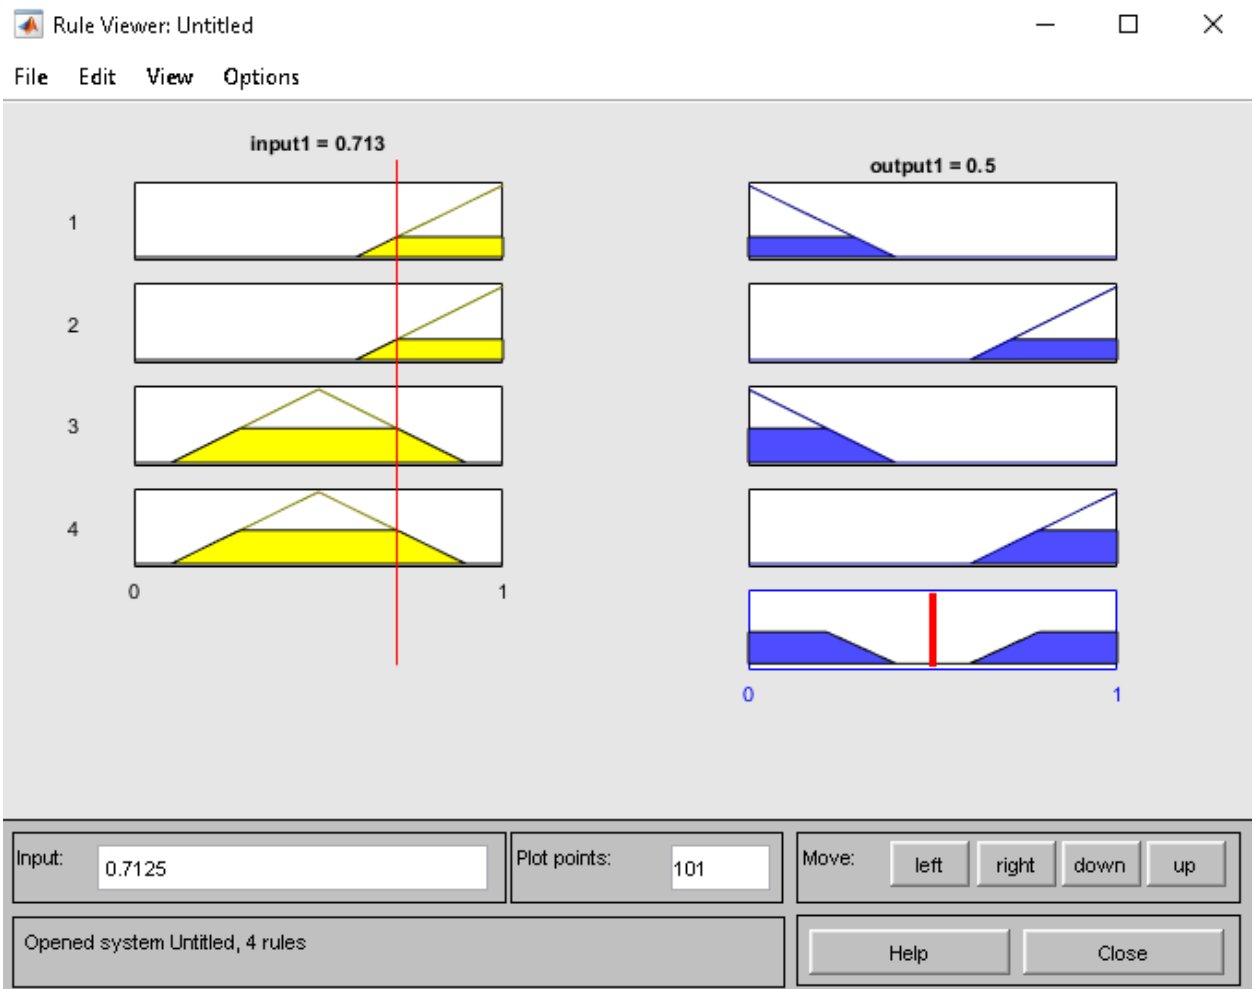 Rule Viewer: Untitled
File Edit View Options
input1 = 0.713
output1 = 0.5
1
2
3
4
0 1
0 1
Input: 0.7125
Plot points: 101
Move: left right down up
Opened system Untitled, 4 rules
Help Close